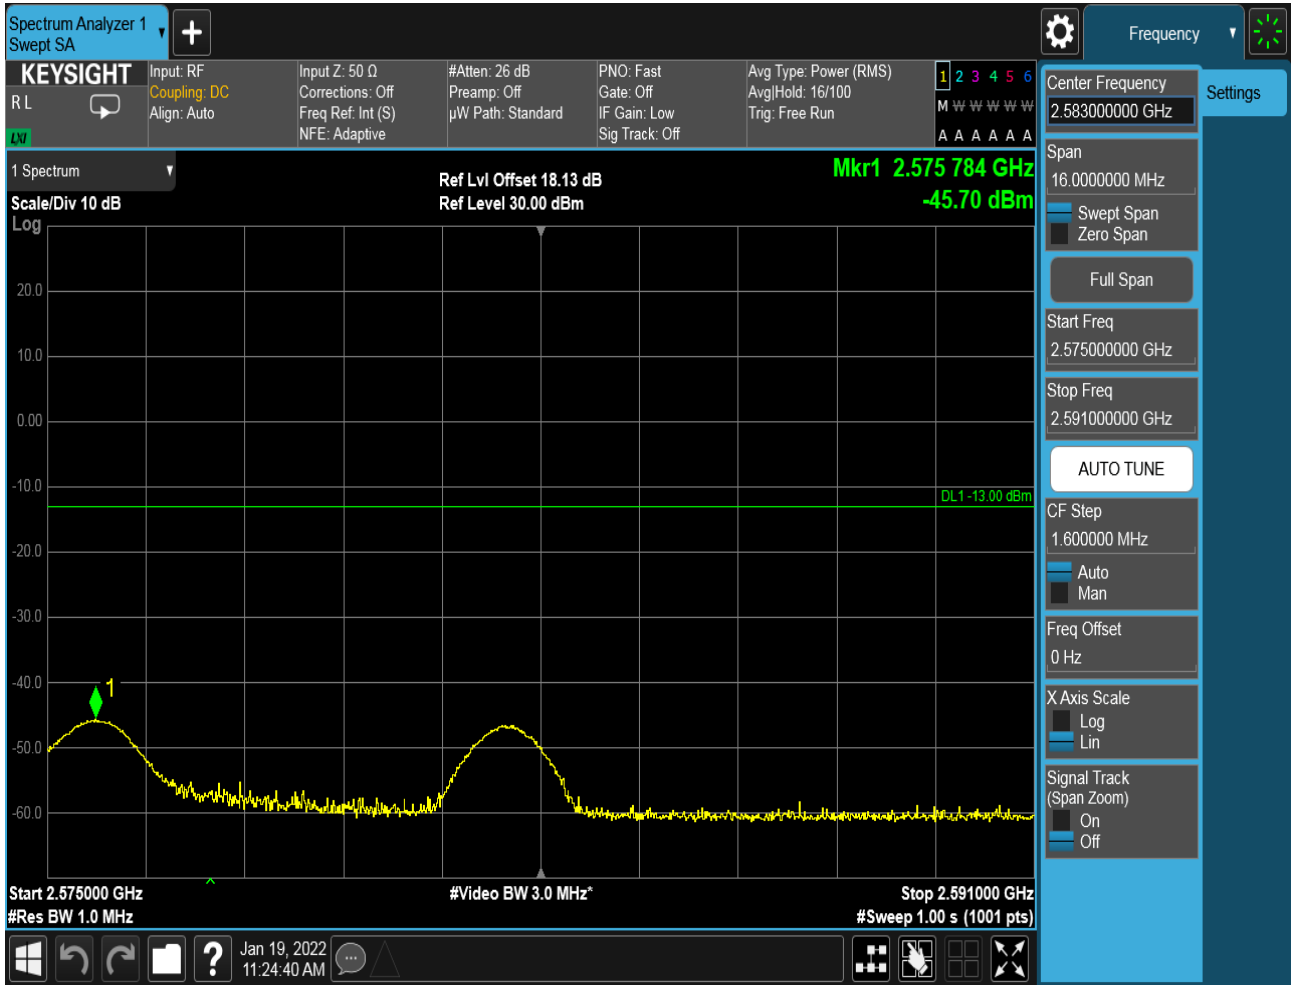 Spectrum Analyzer 1
Swept SA
Frequency
KEYSIGHT
R L
LXI
Input: RF
Coupling: DC
Align: Auto
Input Z: 50 Ω
Corrections: Off
Freq Ref: Int (S)
NFE: Adaptive
#Atten: 26 dB
Preamp: Off
µW Path: Standard
PNO: Fast
Gate: Off
IF Gain: Low
Sig Track: Off
Avg Type: Power (RMS)
Avg|Hold: 16/100
Trig: Free Run
1 2 3 4 5 6
M W W W W W
A A A A A A
1 Spectrum
Scale/Div 10 dB
Log
Ref Lvl Offset 18.13 dB
Ref Level 30.00 dBm
Mkr1 2.575 784 GHz
-45.70 dBm
20.0
10.0
0.00
-10.0
DL1 -13.00 dBm
-20.0
-30.0
-40.0
1
-50.0
-60.0
Start 2.575000 GHz
#Res BW 1.0 MHz
#Video BW 3.0 MHz*
Stop 2.591000 GHz
#Sweep 1.00 s (1001 pts)
Jan 19, 2022
11:24:40 AM
Center Frequency
2.583000000 GHz
Settings
Span
16.0000000 MHz
Swept Span
Zero Span
Full Span
Start Freq
2.575000000 GHz
Stop Freq
2.591000000 GHz
AUTO TUNE
CF Step
1.600000 MHz
Auto
Man
Freq Offset
0 Hz
X Axis Scale
Log
Lin
Signal Track
(Span Zoom)
On
Off